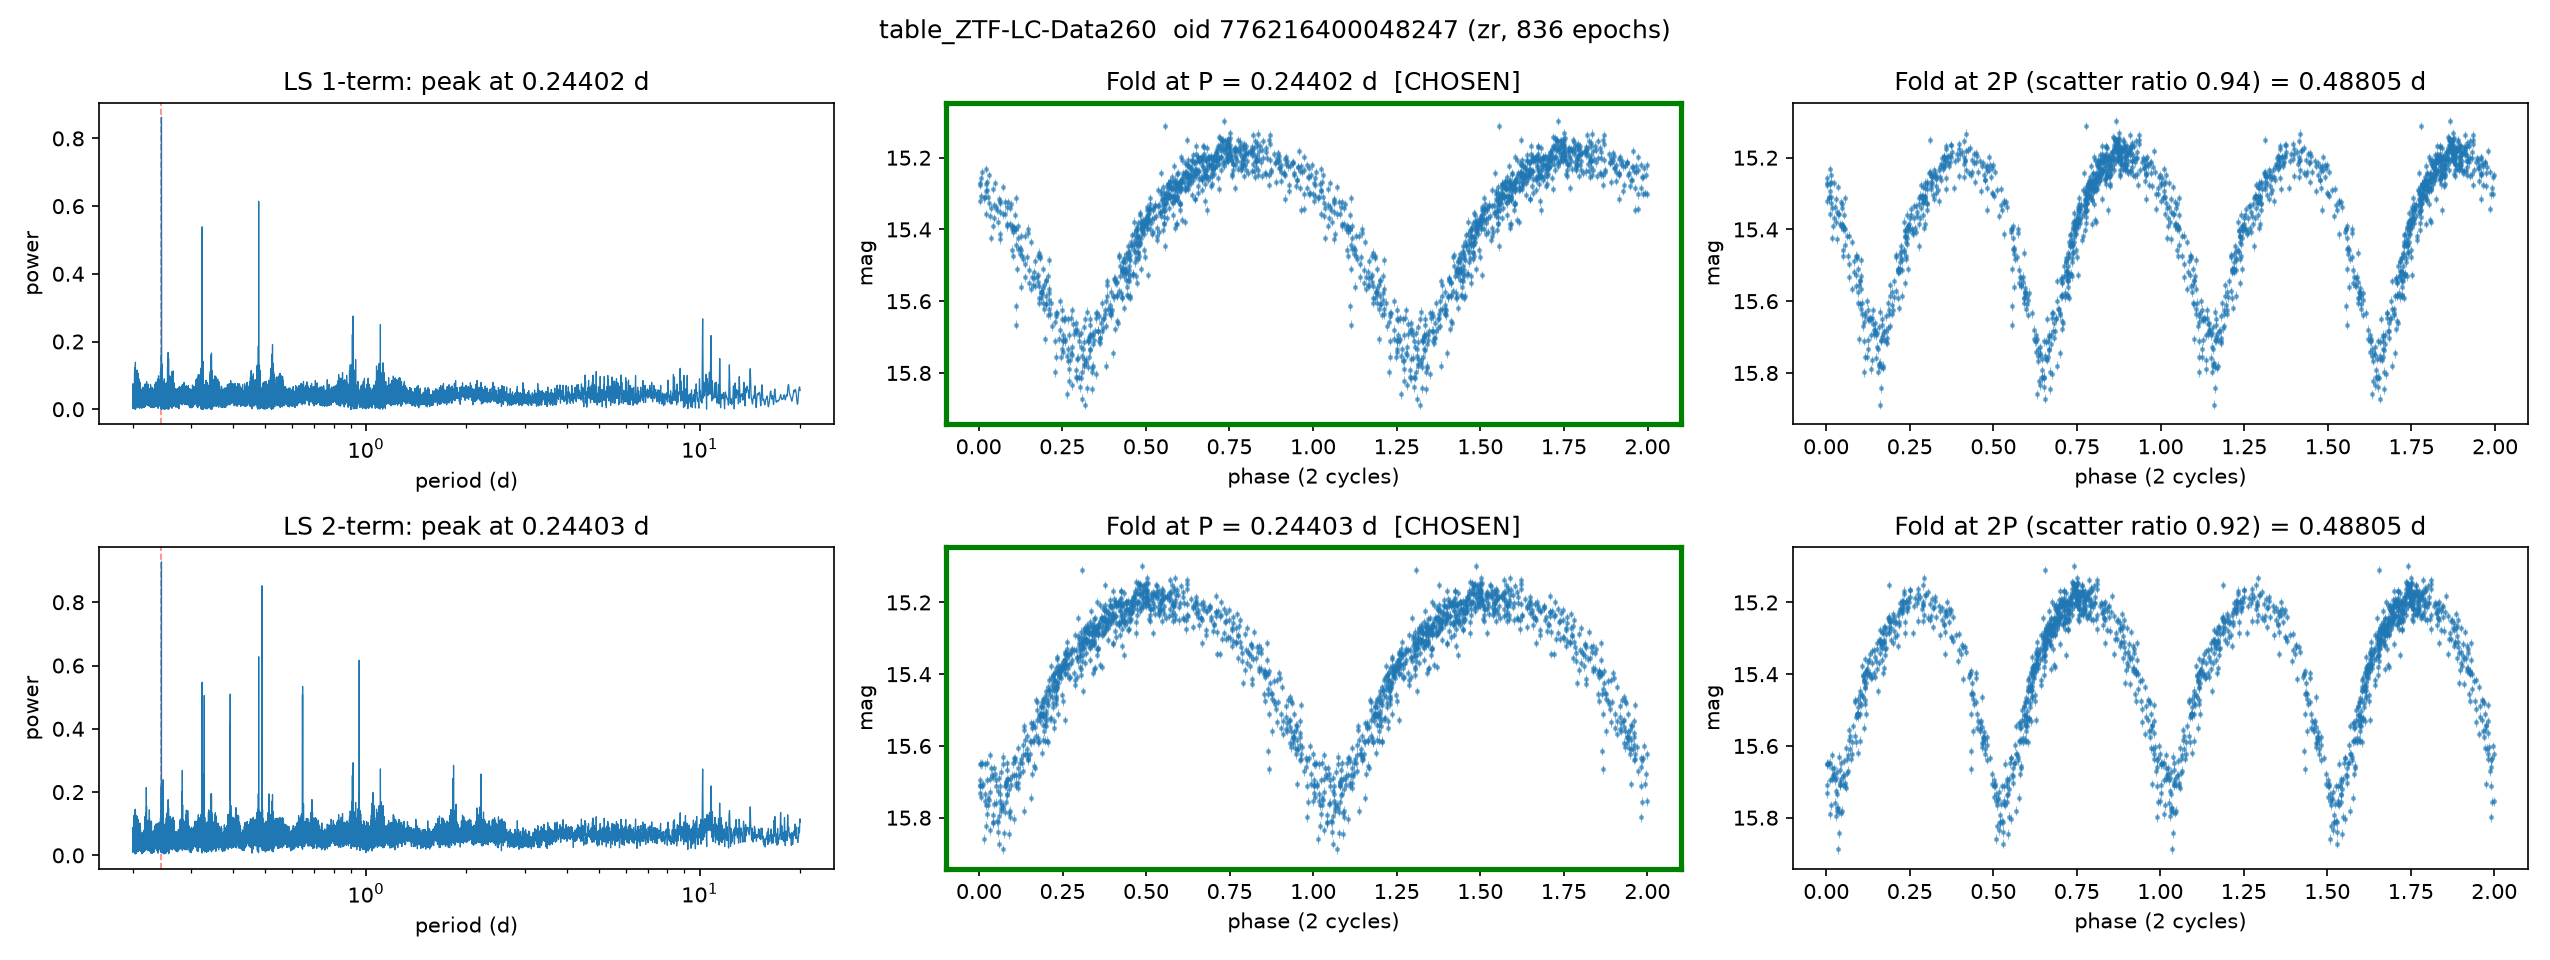 table_ZTF-LC-Data260  oid 776216400048247 (zr, 836 epochs)
LS 1-term: peak at 0.24402 d
0.8
0.6
0.4
0.2
0.0
power
10⁰
10¹
period (d)
Fold at P = 0.24402 d  [CHOSEN]
15.2
15.4
15.6
15.8
mag
0.00 0.25 0.50 0.75 1.00 1.25 1.50 1.75 2.00
phase (2 cycles)
Fold at 2P (scatter ratio 0.94) = 0.48805 d
15.2
15.4
15.6
15.8
mag
0.00 0.25 0.50 0.75 1.00 1.25 1.50 1.75 2.00
phase (2 cycles)
LS 2-term: peak at 0.24403 d
0.8
0.6
0.4
0.2
0.0
power
10⁰
10¹
period (d)
Fold at P = 0.24403 d  [CHOSEN]
15.2
15.4
15.6
15.8
mag
0.00 0.25 0.50 0.75 1.00 1.25 1.50 1.75 2.00
phase (2 cycles)
Fold at 2P (scatter ratio 0.92) = 0.48805 d
15.2
15.4
15.6
15.8
mag
0.00 0.25 0.50 0.75 1.00 1.25 1.50 1.75 2.00
phase (2 cycles)